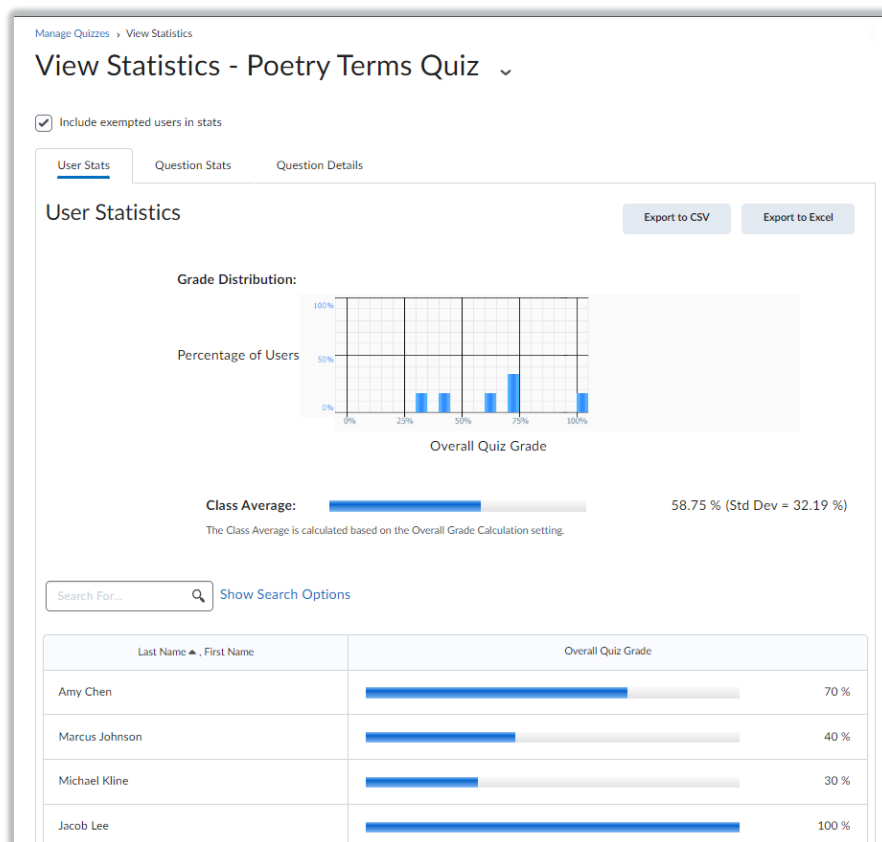 Manage Quizzes › View Statistics
View Statistics - Poetry Terms Quiz
Include exempted users in stats
User Stats Question Stats Question Details
User Statistics
Export to CSV Export to Excel
Grade Distribution:
100%
Percentage of Users
50%
0%
0% 25% 50% 75% 100%
Overall Quiz Grade
Class Average: 58.75 % (Std Dev = 32.19 %)
The Class Average is calculated based on the Overall Grade Calculation setting.
Search For... Show Search Options
Last Name ▲ , First Name Overall Quiz Grade
Amy Chen 70 %
Marcus Johnson 40 %
Michael Kline 30 %
Jacob Lee 100 %